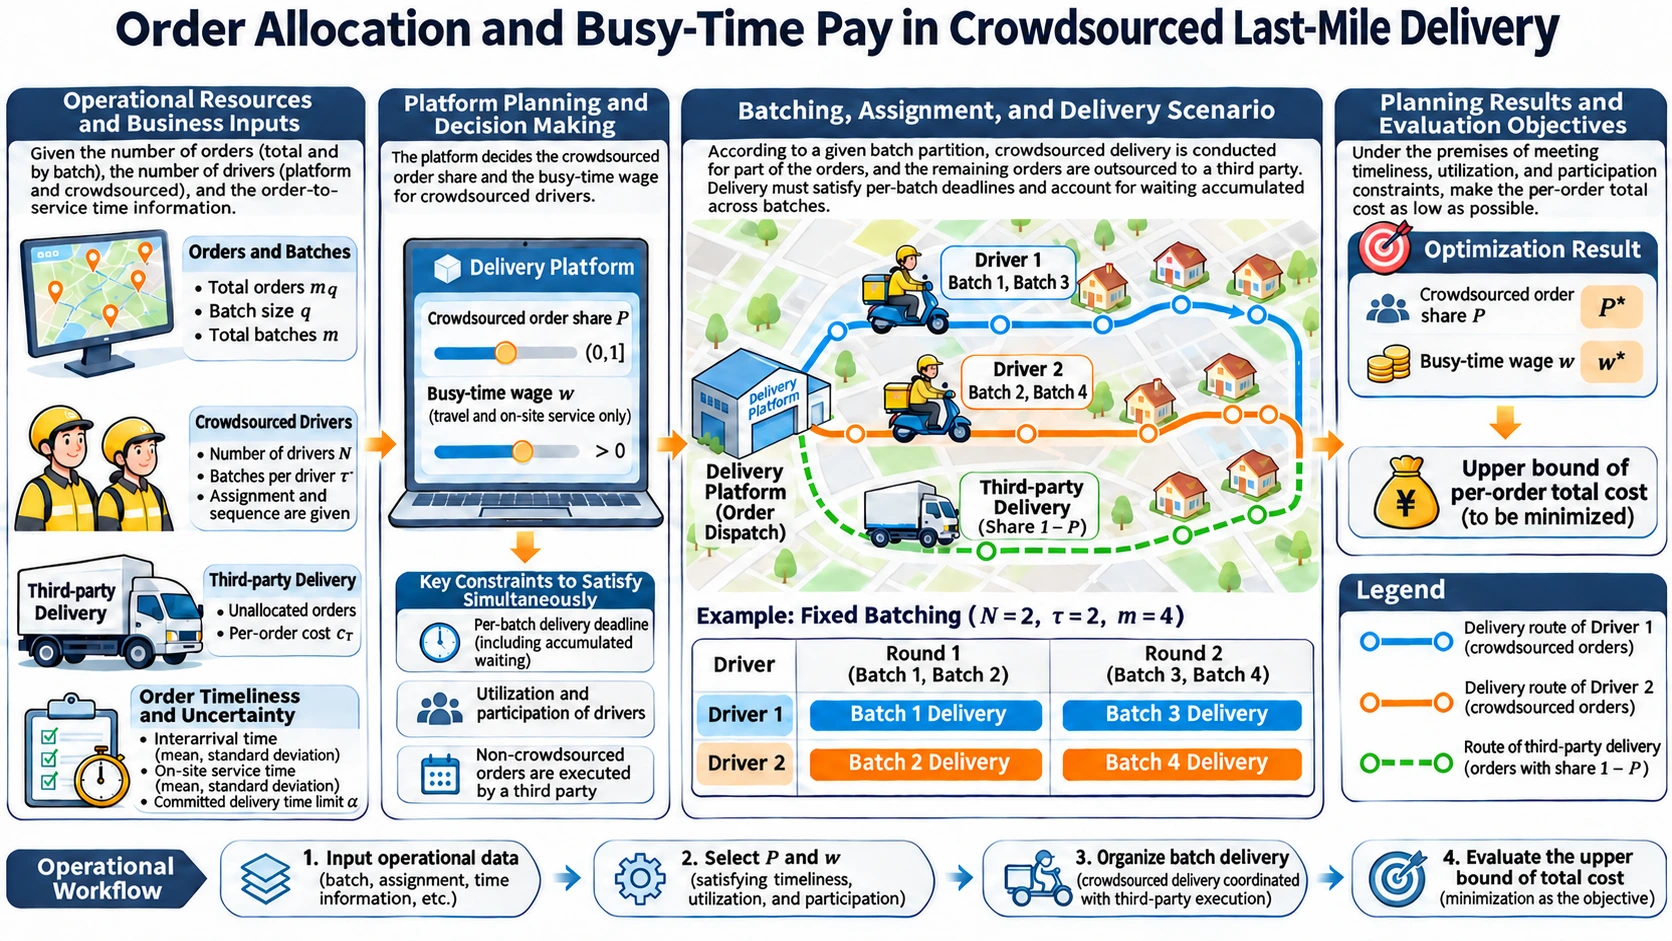 Order Allocation and Busy-Time Pay in Crowdsourced Last-Mile Delivery
Operational Resources
and Business Inputs
Given the number of orders (total and
by batch), the number of drivers (platform
and crowdsourced), and the order-to-
service time information.
Orders and Batches
• Total orders mq
• Batch size q
• Total batches m
Crowdsourced Drivers
• Number of drivers N
• Batches per driver τ
• Assignment and
sequence are given
Third-party
Delivery
Third-party Delivery
• Unallocated orders
• Per-order cost c_T
Order Timeliness
and Uncertainty
• Interarrival time
(mean, standard deviation)
• On-site service time
(mean, standard deviation)
• Committed delivery time limit α
Platform Planning and
Decision Making
The platform decides the crowdsourced
order share and the busy-time wage
for crowdsourced drivers.
Delivery Platform
Crowdsourced order share P
(0,1]
Busy-time wage w
(travel and on-site service only)
> 0
Key Constraints to Satisfy
Simultaneously
Per-batch delivery deadline
(including accumulated
waiting)
Utilization and
participation of drivers
Non-crowdsourced
orders are executed
by a third party
Batching, Assignment, and Delivery Scenario
According to a given batch partition, crowdsourced delivery is conducted
for part of the orders, and the remaining orders are outsourced to a third party.
Delivery must satisfy per-batch deadlines and account for waiting accumulated
across batches.
Driver 1
Batch 1, Batch 3
Driver 2
Batch 2, Batch 4
Delivery
Platform
Delivery
Platform
(Order
Dispatch)
Third-party
Delivery
(Share 1 − P)
Example: Fixed Batching (N = 2, τ = 2, m = 4)
Driver
Round 1
(Batch 1, Batch 2)
Round 2
(Batch 3, Batch 4)
Driver 1
Batch 1 Delivery
Batch 3 Delivery
Driver 2
Batch 2 Delivery
Batch 4 Delivery
Planning Results and
Evaluation Objectives
Under the premises of meeting
timeliness, utilization, and participation
constraints, make the per-order total
cost as low as possible.
Optimization Result
Crowdsourced order
share P
P*
Busy-time wage w
w*
¥
Upper bound of
per-order total cost
(to be minimized)
Legend
Delivery route of Driver 1
(crowdsourced orders)
Delivery route of Driver 2
(crowdsourced orders)
Route of third-party delivery
(orders with share 1 − P)
Operational
Workflow
1. Input operational data
(batch, assignment, time
information, etc.)
2. Select P and w
(satisfying timeliness,
utilization, and participation)
3. Organize batch delivery
(crowdsourced delivery coordinated
with third-party execution)
4. Evaluate the upper
bound of total cost
(minimization as the objective)